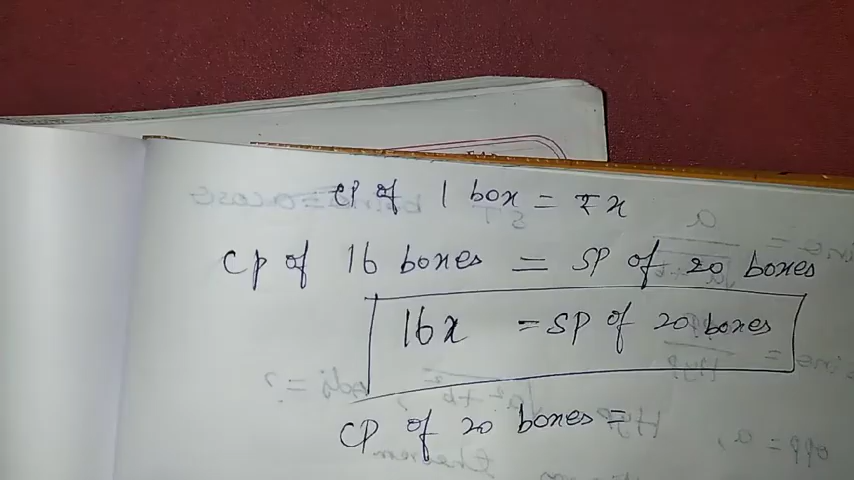 CP of 1 box = ₹ x
CP of 16 boxes = SP of 20 boxes
16x = SP of 20 boxes
CP of 20 boxes =